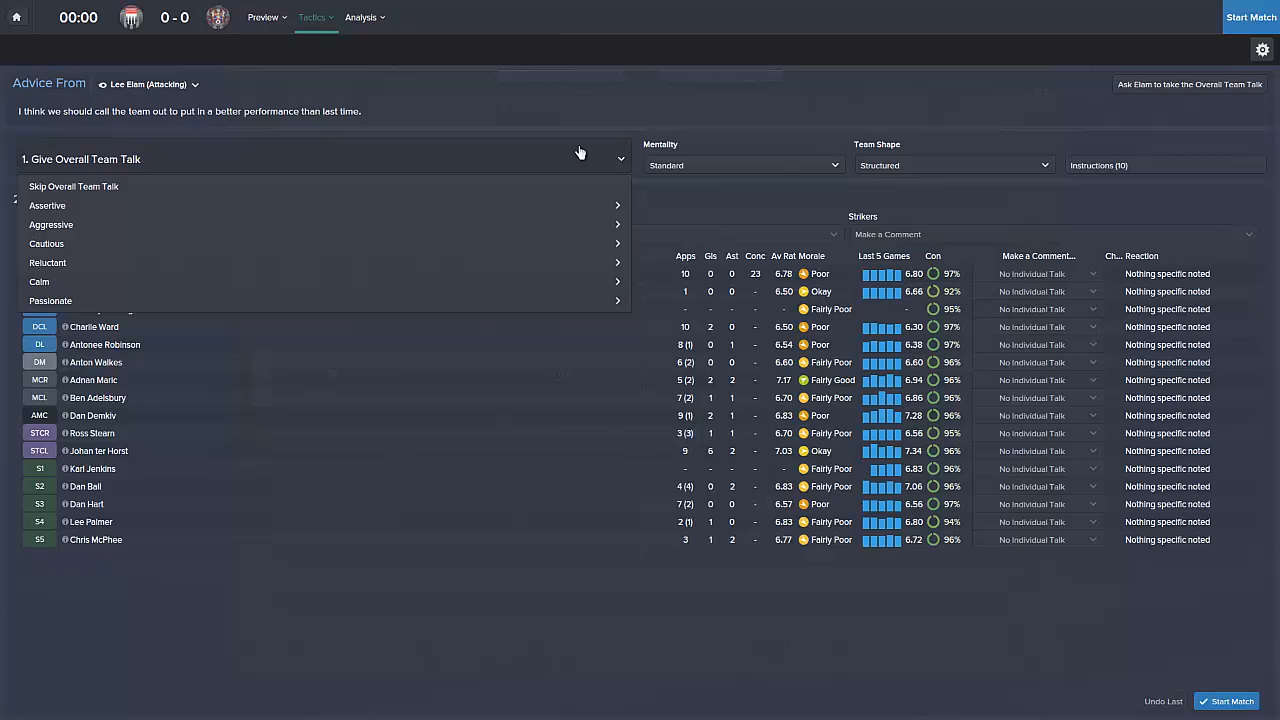 00:00 0 - 0 Preview Tactics Analysis Start Match
Advice From Lee Elam (Attacking) Ask Elam to take the Overall Team Talk
I think we should call the team out to put in a better performance than last time.
Mentality Team Shape
1. Give Overall Team Talk Standard Structured Instructions (10)
Skip Overall Team Talk
Assertive
Aggressive
Cautious
Reluctant
Calm
Passionate
Strikers
Make a Comment
Apps Gls Ast Conc Av Rat Morale Last 5 Games Con Make a Comment... Ch... Reaction
10 0 0 23 6.78 Poor 6.80 97% No Individual Talk Nothing specific noted
1 0 0 - 6.50 Okay 6.66 92% No Individual Talk Nothing specific noted
- - - - - Fairly Poor - 95% No Individual Talk Nothing specific noted
DCL Charlie Ward 10 2 0 - 6.50 Poor 6.30 97% No Individual Talk Nothing specific noted
DL Antonee Robinson 8 (1) 0 1 - 6.54 Poor 6.38 97% No Individual Talk Nothing specific noted
DM Anton Walkes 6 (2) 0 0 - 6.60 Fairly Poor 6.60 96% No Individual Talk Nothing specific noted
MCR Adnan Maric 5 (2) 2 2 - 7.17 Fairly Good 6.94 96% No Individual Talk Nothing specific noted
MCL Ben Adelsbury 7 (2) 1 1 - 6.70 Fairly Poor 6.86 96% No Individual Talk Nothing specific noted
AMC Dan Demkiv 9 (1) 2 1 - 6.83 Poor 7.28 96% No Individual Talk Nothing specific noted
STCR Ross Stearn 3 (3) 1 1 - 6.70 Fairly Poor 6.56 95% No Individual Talk Nothing specific noted
STCL Johan ter Horst 9 6 2 - 7.03 Okay 7.34 96% No Individual Talk Nothing specific noted
S1 Karl Jenkins - - - - - Fairly Poor 6.83 96% No Individual Talk Nothing specific noted
S2 Dan Ball 4 (4) 0 2 - 6.83 Fairly Poor 7.06 96% No Individual Talk Nothing specific noted
S3 Dan Hart 7 (2) 0 0 - 6.57 Poor 6.56 97% No Individual Talk Nothing specific noted
S4 Lee Palmer 2 (1) 1 0 - 6.83 Fairly Poor 6.80 94% No Individual Talk Nothing specific noted
S5 Chris McPhee 3 1 2 - 6.77 Fairly Poor 6.72 96% No Individual Talk Nothing specific noted
Undo Last Start Match